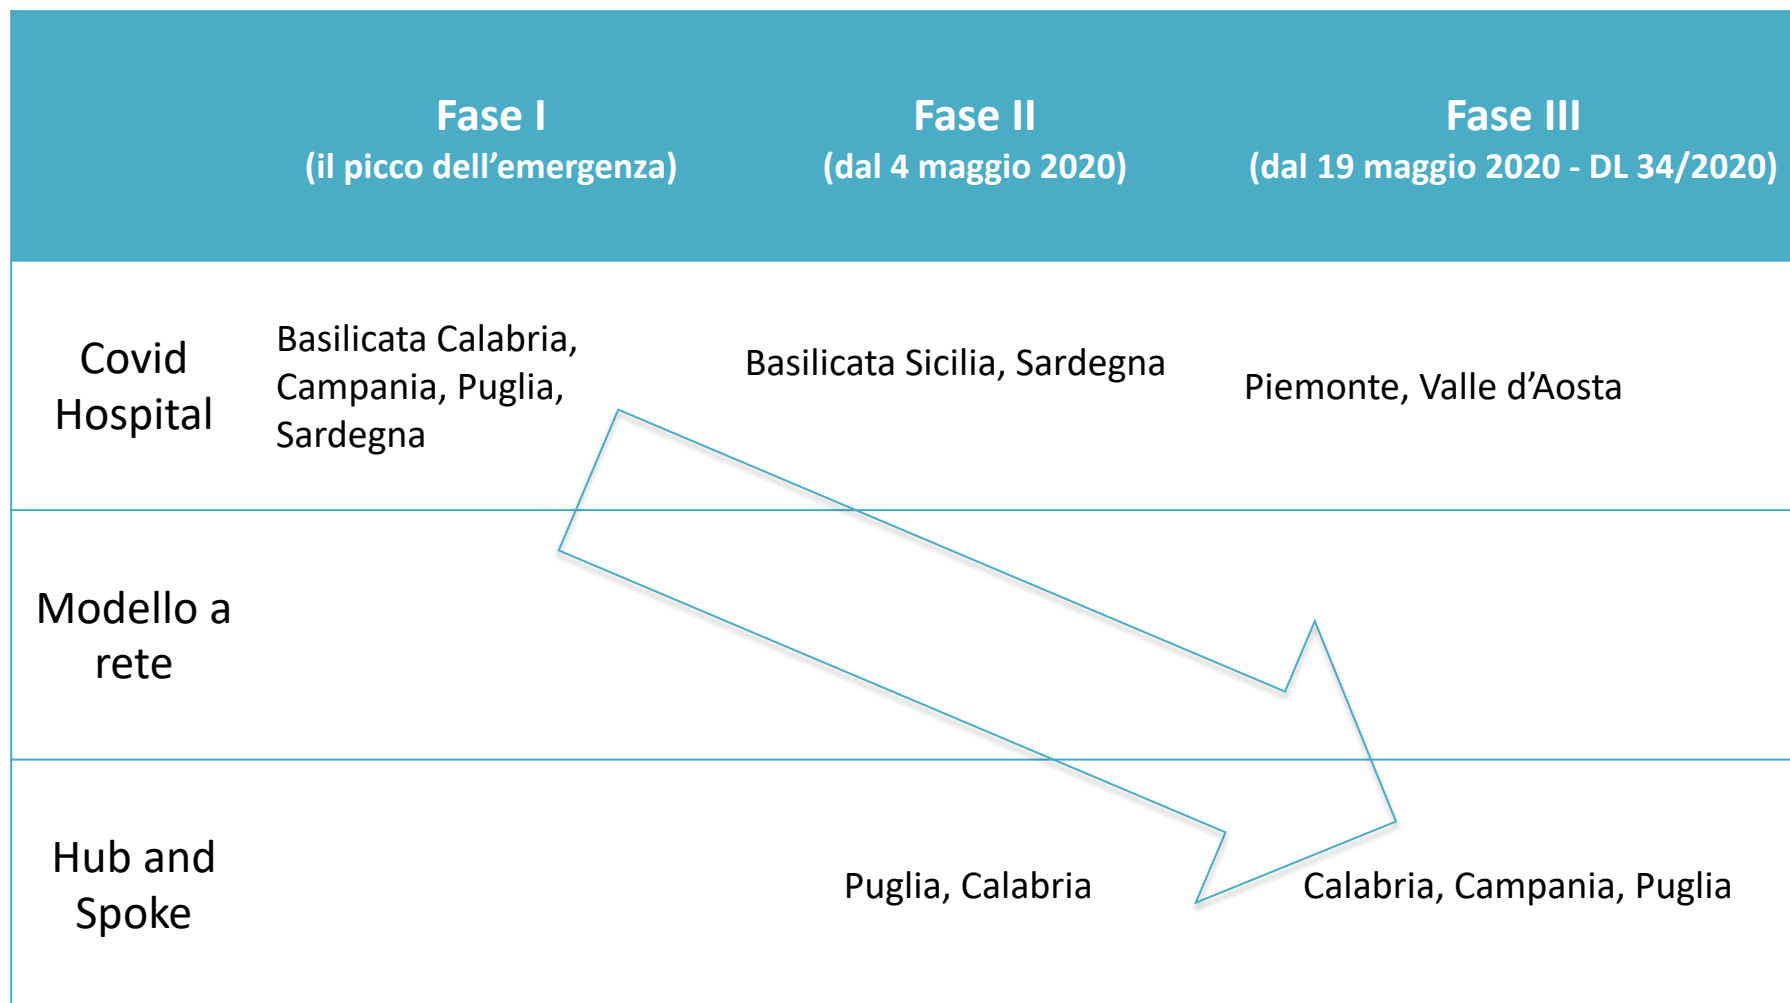 Fase I
(il picco dell’emergenza)
Fase II
(dal 4 maggio 2020)
Fase III
(dal 19 maggio 2020 - DL 34/2020)
Covid
Hospital
Basilicata Calabria,
Campania, Puglia,
Sardegna
Basilicata Sicilia, Sardegna
Piemonte, Valle d’Aosta
Modello a
rete
Hub and
Spoke
Puglia, Calabria
Calabria, Campania, Puglia